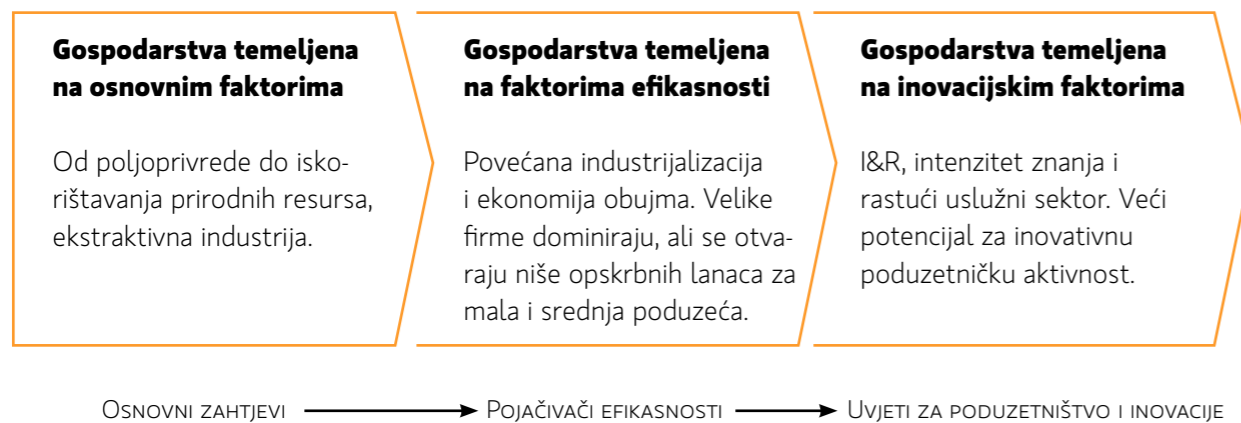 Gospodarstva temeljena
na osnovnim faktorima
Od poljoprivrede do isko-
rištavanja prirodnih resursa,
ekstraktivna industrija.
Gospodarstva temeljena
na faktorima efikasnosti
Povećana industrijalizacija
i ekonomija obujma. Velike
firme dominiraju, ali se otva-
raju niše opskrbnih lanaca za
mala i srednja poduzeća.
Gospodarstva temeljena
na inovacijskim faktorima
I&R, intenzitet znanja i
rastući uslužni sektor. Veći
potencijal za inovativnu
poduzetničku aktivnost.
Osnovni zahtjevi
Pojačivači efikasnosti
Uvjeti za poduzetništvo i inovacije